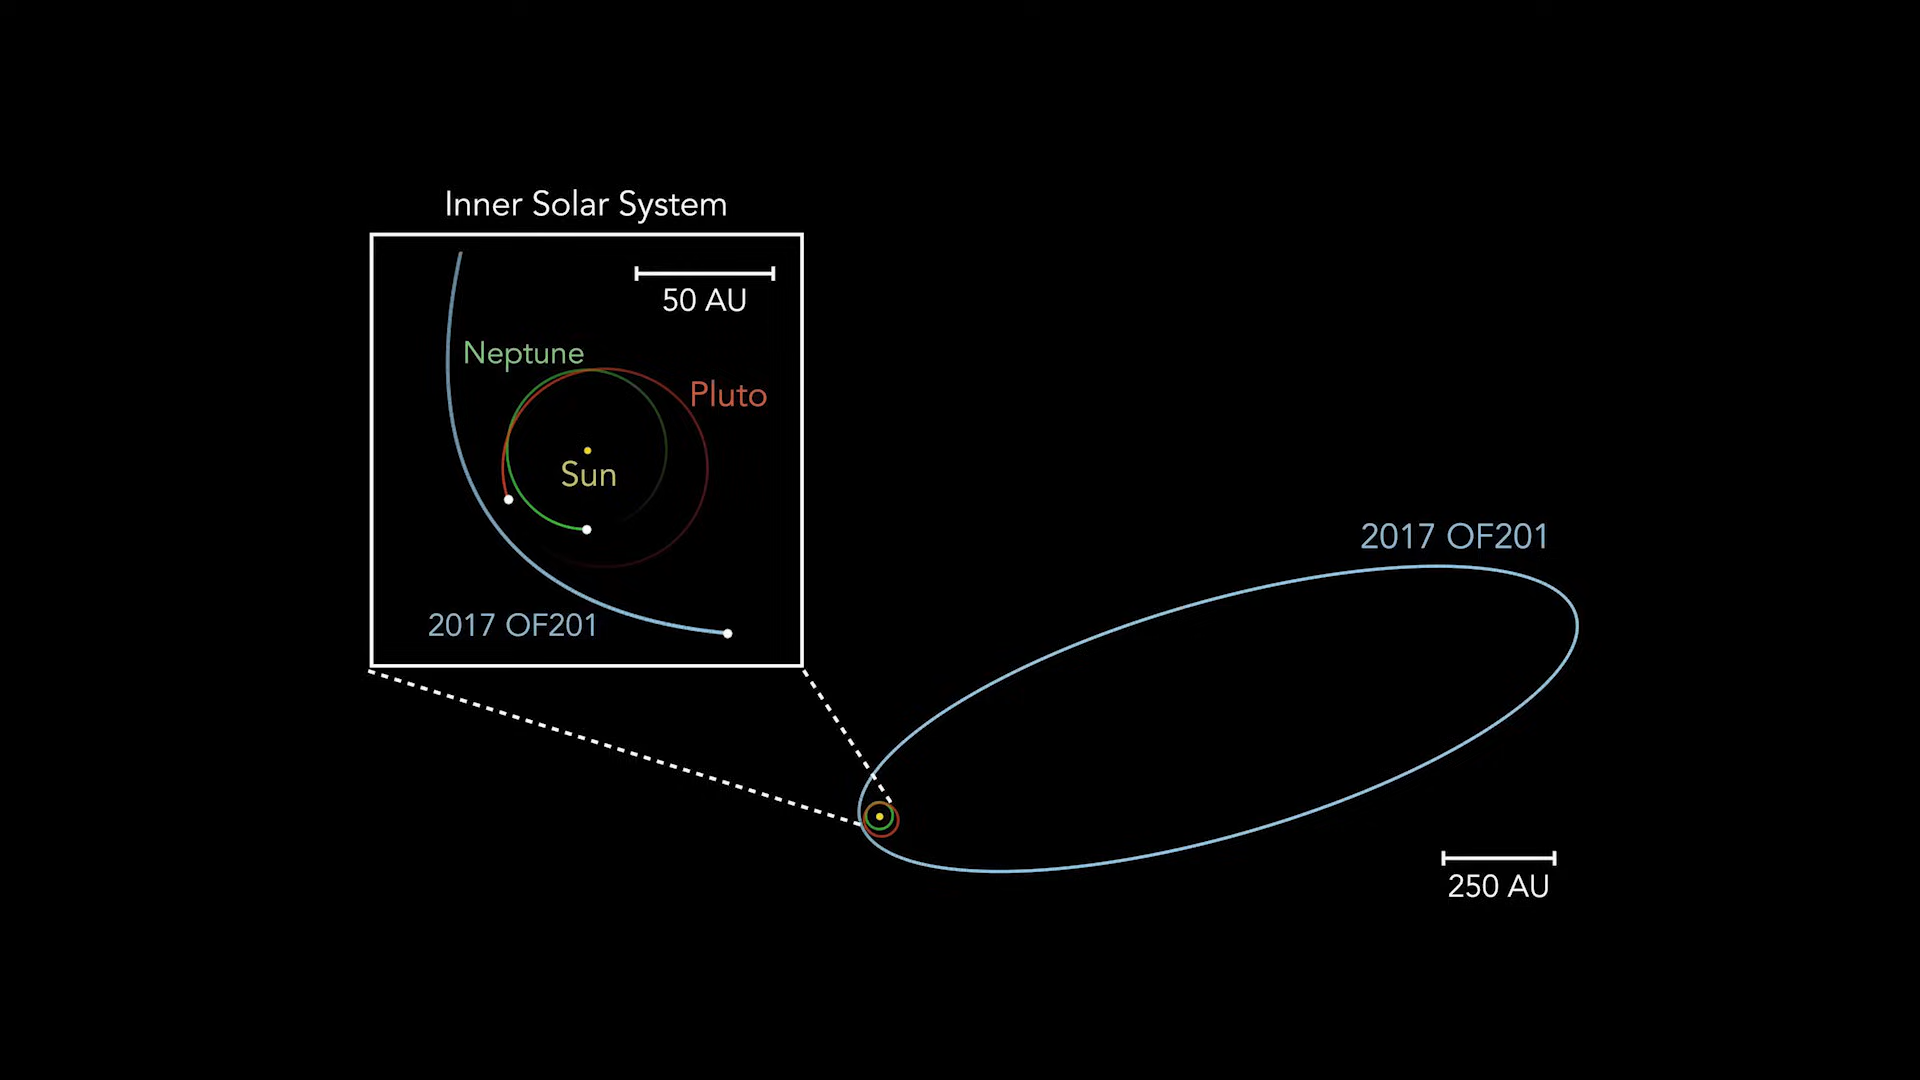 Inner Solar System
50 AU
Neptune
Pluto
Sun
2017 OF201
2017 OF201
250 AU